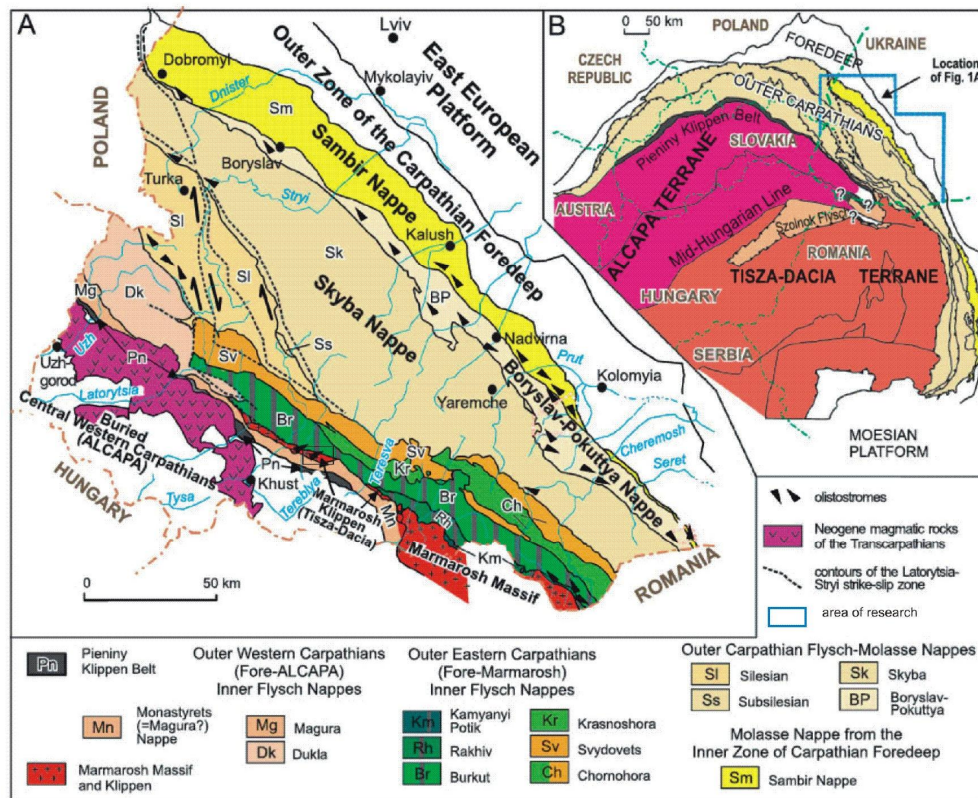 A
Lviv
Dobromyl
Mykolayiv
Dnister
East European
Platform
Outer Zone of the Carpathian Foredeep
Sm
Sambir Nappe
POLAND
Boryslav
Turka
Stryi
Sl
Sk
Kalush
Skyba Nappe
BP
Sl
Dk
Mg
Nadvirna
Prut
Ss
Sv
Uzh
Pn
Uzh-
gorod
Kolomyia
Latorytsia
Yaremche
Boryslav-Pokuttya Nappe
Br
Cheremosh
Seret
Buried
Central Western Carpathians
(ALCAPA)
Sv
Kr
Teresva
Pn
Khust
Br
Ch
HUNGARY
Tysa
Tereblya
Marmarosh
Klippen
(Tisza-Dacia)
Mn
Rh
Km
Marmarosh Massif
ROMANIA
0 50 km
B
0 50 km
POLAND
UKRAINE
CZECH
REPUBLIC
FOREDEEP
Location
of Fig. 1A
OUTER CARPATHIANS
Pieniny Klippen Belt
SLOVAKIA
ALCAPA TERRANE
AUSTRIA
Mid-Hungarian Line
?
?
?
Szolnok Flysch
ROMANIA
TISZA-DACIA TERRANE
HUNGARY
SERBIA
MOESIAN
PLATFORM
olistostromes
Neogene magmatic rocks
of the Transcarpathians
contours of the Latorytsia-
Stryi strike-slip zone
area of research
Pn
Pieniny
Klippen Belt
Mn
Monastyrets
(=Magura?)
Nappe
Marmarosh Massif
and Klippen
Outer Western Carpathians
(Fore-ALCAPA)
Inner Flysch Nappes
Mg Magura
Dk Dukla
Outer Eastern Carpathians
(Fore-Marmarosh)
Inner Flysch Nappes
Km Kamyanyi
Potik
Rh Rakhiv
Br Burkut
Kr Krasnoshora
Sv Svydovets
Ch Chornohora
Outer Carpathian Flysch-Molasse Nappes
Sl Silesian
Ss Subsilesian
Sk Skyba
BP Boryslav-
Pokuttya
Molasse Nappe from the
Inner Zone of Carpathian Foredeep
Sm Sambir Nappe